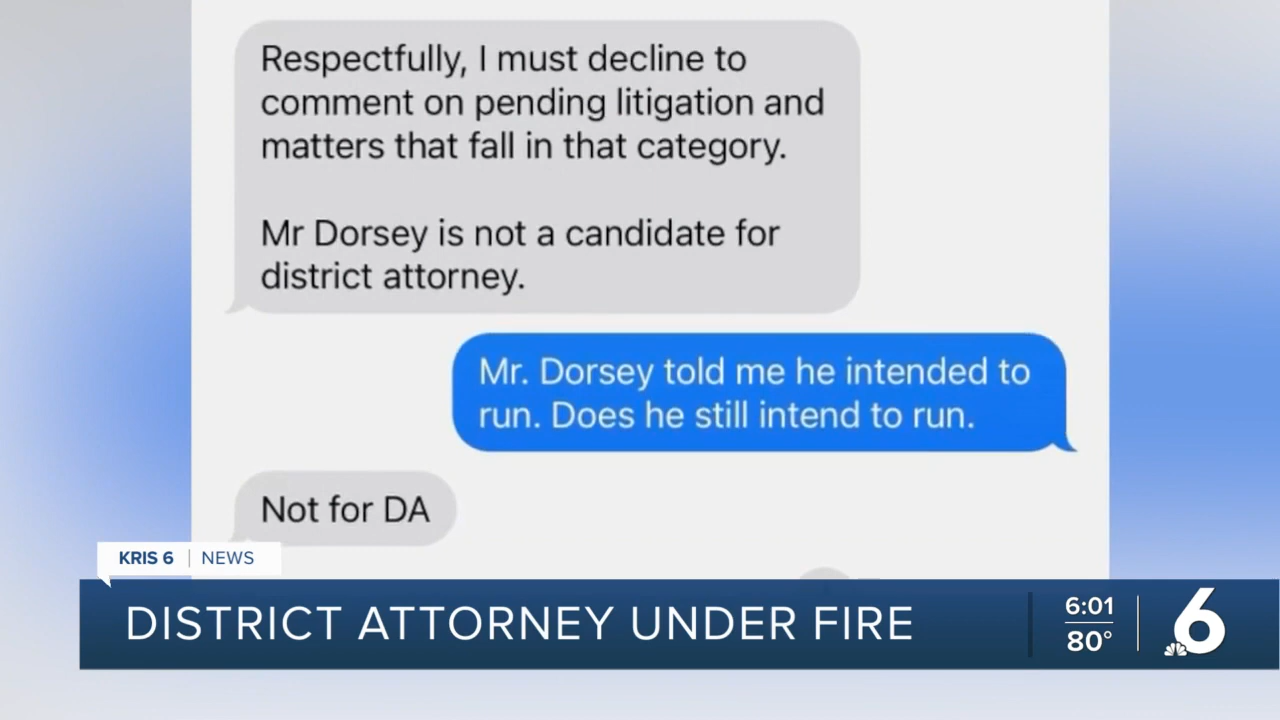 Respectfully, I must decline to
comment on pending litigation and
matters that fall in that category.
Mr Dorsey is not a candidate for
district attorney.
Mr. Dorsey told me he intended to
run. Does he still intend to run.
Not for DA
KRIS 6 | NEWS
DISTRICT ATTORNEY UNDER FIRE
6:01
80°
6